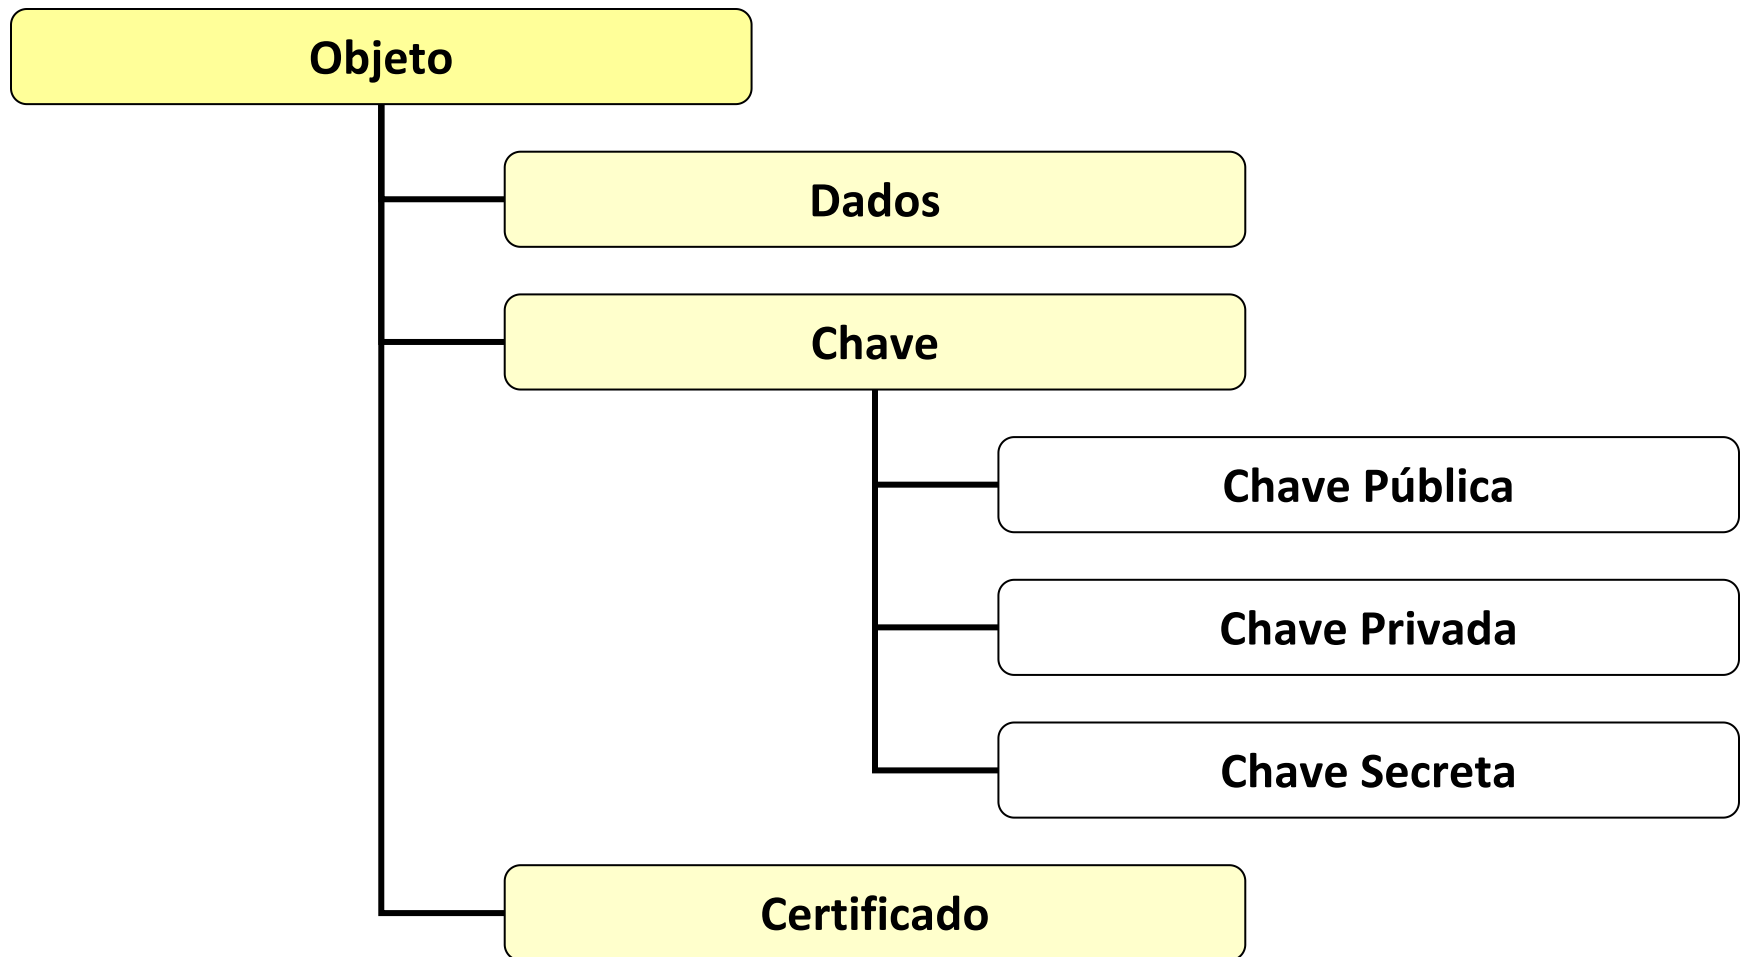 Objeto
Dados
Chave
Chave Pública
Chave Privada
Chave Secreta
Certificado